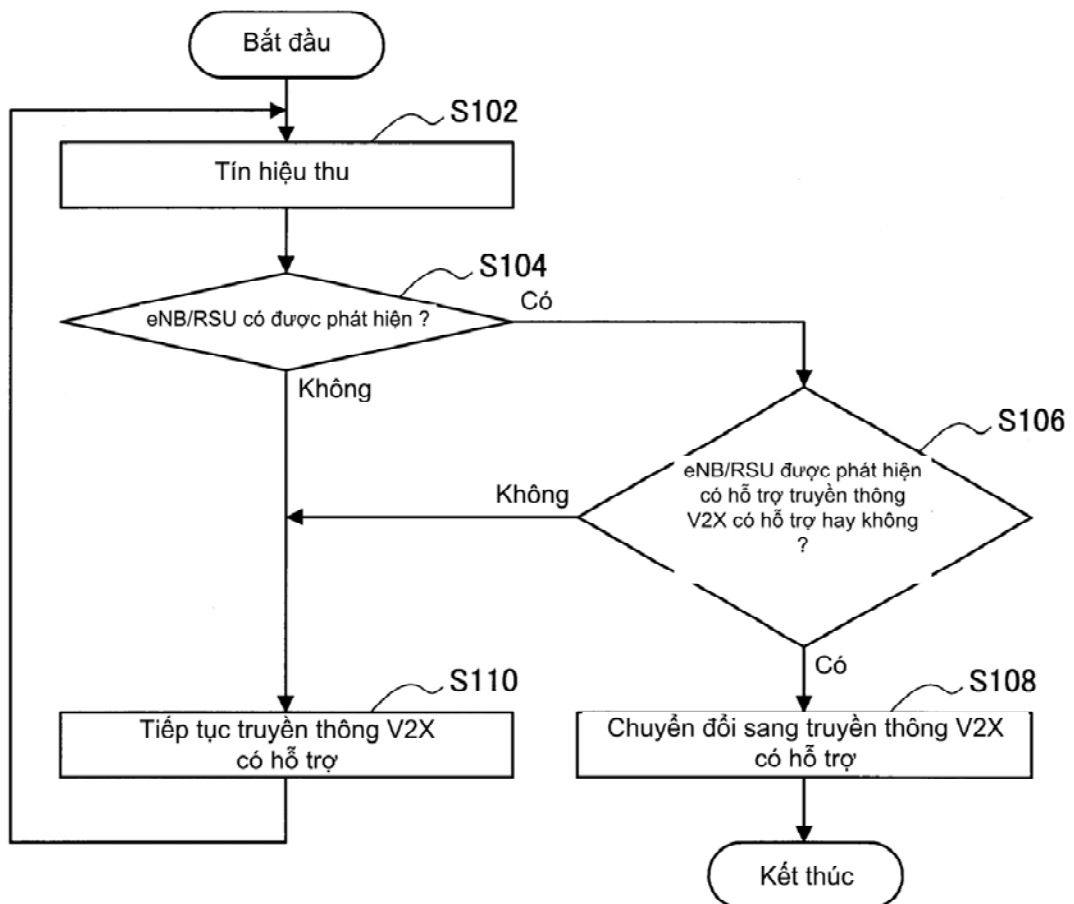 Bắt đầu
S102
Tín hiệu thu
S104
eNB/RSU có được phát hiện ?
Có
Không
S106
eNB/RSU được phát hiện
có hỗ trợ truyền thông
V2X có hỗ trợ hay không
?
Không
Có
S110
Tiếp tục truyền thông V2X
có hỗ trợ
S108
Chuyển đổi sang truyền thông V2X
có hỗ trợ
Kết thúc